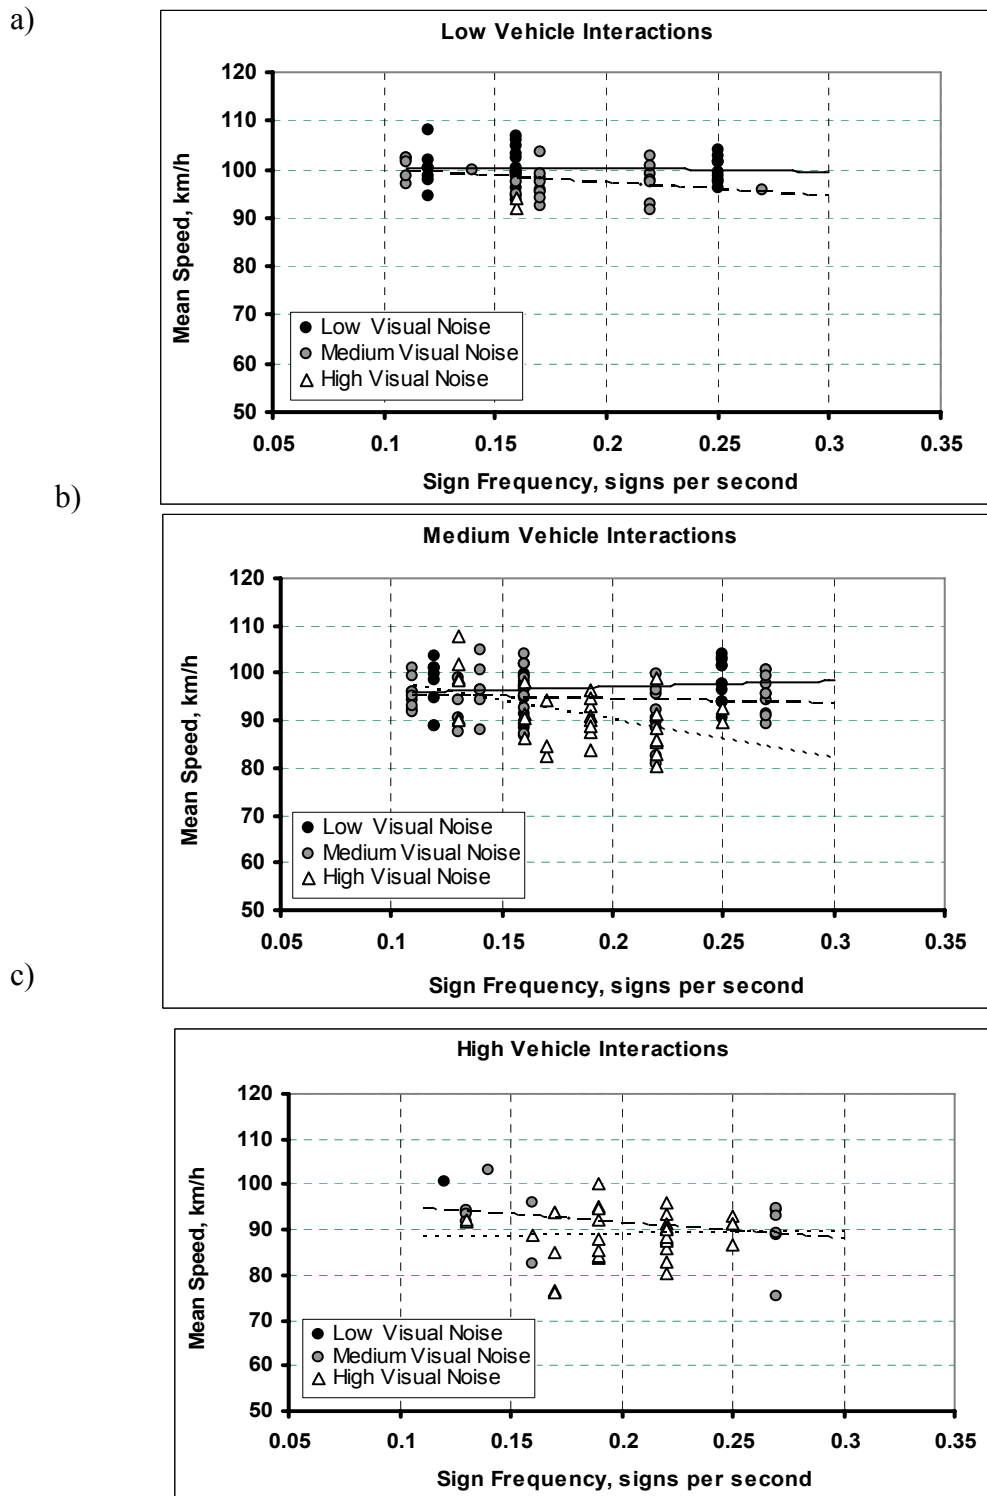 a)
Low Vehicle Interactions
120
110
100
90
80
70
60
50
Mean Speed, km/h
Low Visual Noise
Medium Visual Noise
High Visual Noise
0.05 0.1 0.15 0.2 0.25 0.3 0.35
Sign Frequency, signs per second
b)
Medium Vehicle Interactions
120
110
100
90
80
70
60
50
Mean Speed, km/h
Low Visual Noise
Medium Visual Noise
High Visual Noise
0.05 0.1 0.15 0.2 0.25 0.3 0.35
Sign Frequency, signs per second
c)
High Vehicle Interactions
120
110
100
90
80
70
60
50
Mean Speed, km/h
Low Visual Noise
Medium Visual Noise
High Visual Noise
0.05 0.1 0.15 0.2 0.25 0.3 0.35
Sign Frequency, signs per second